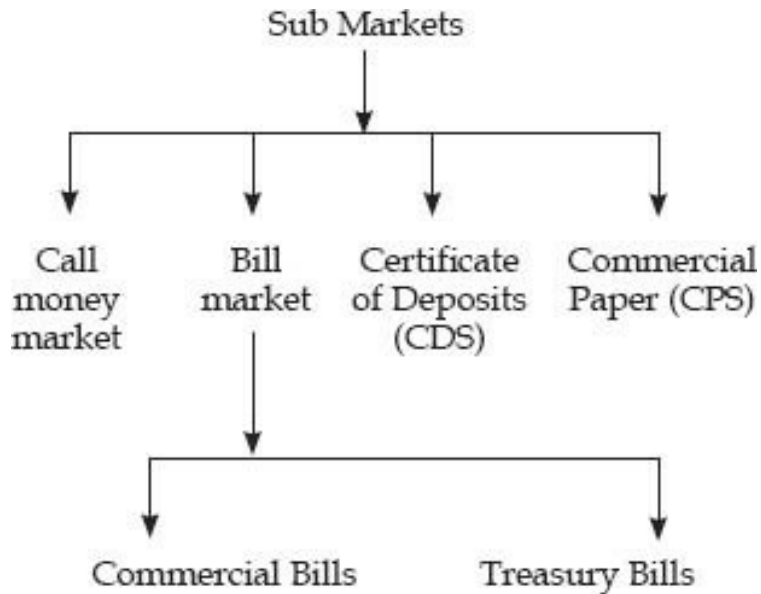 Sub Markets
Call
money
market
Bill
market
Certificate
of Deposits
(CDS)
Commercial
Paper (CPS)
Commercial Bills
Treasury Bills